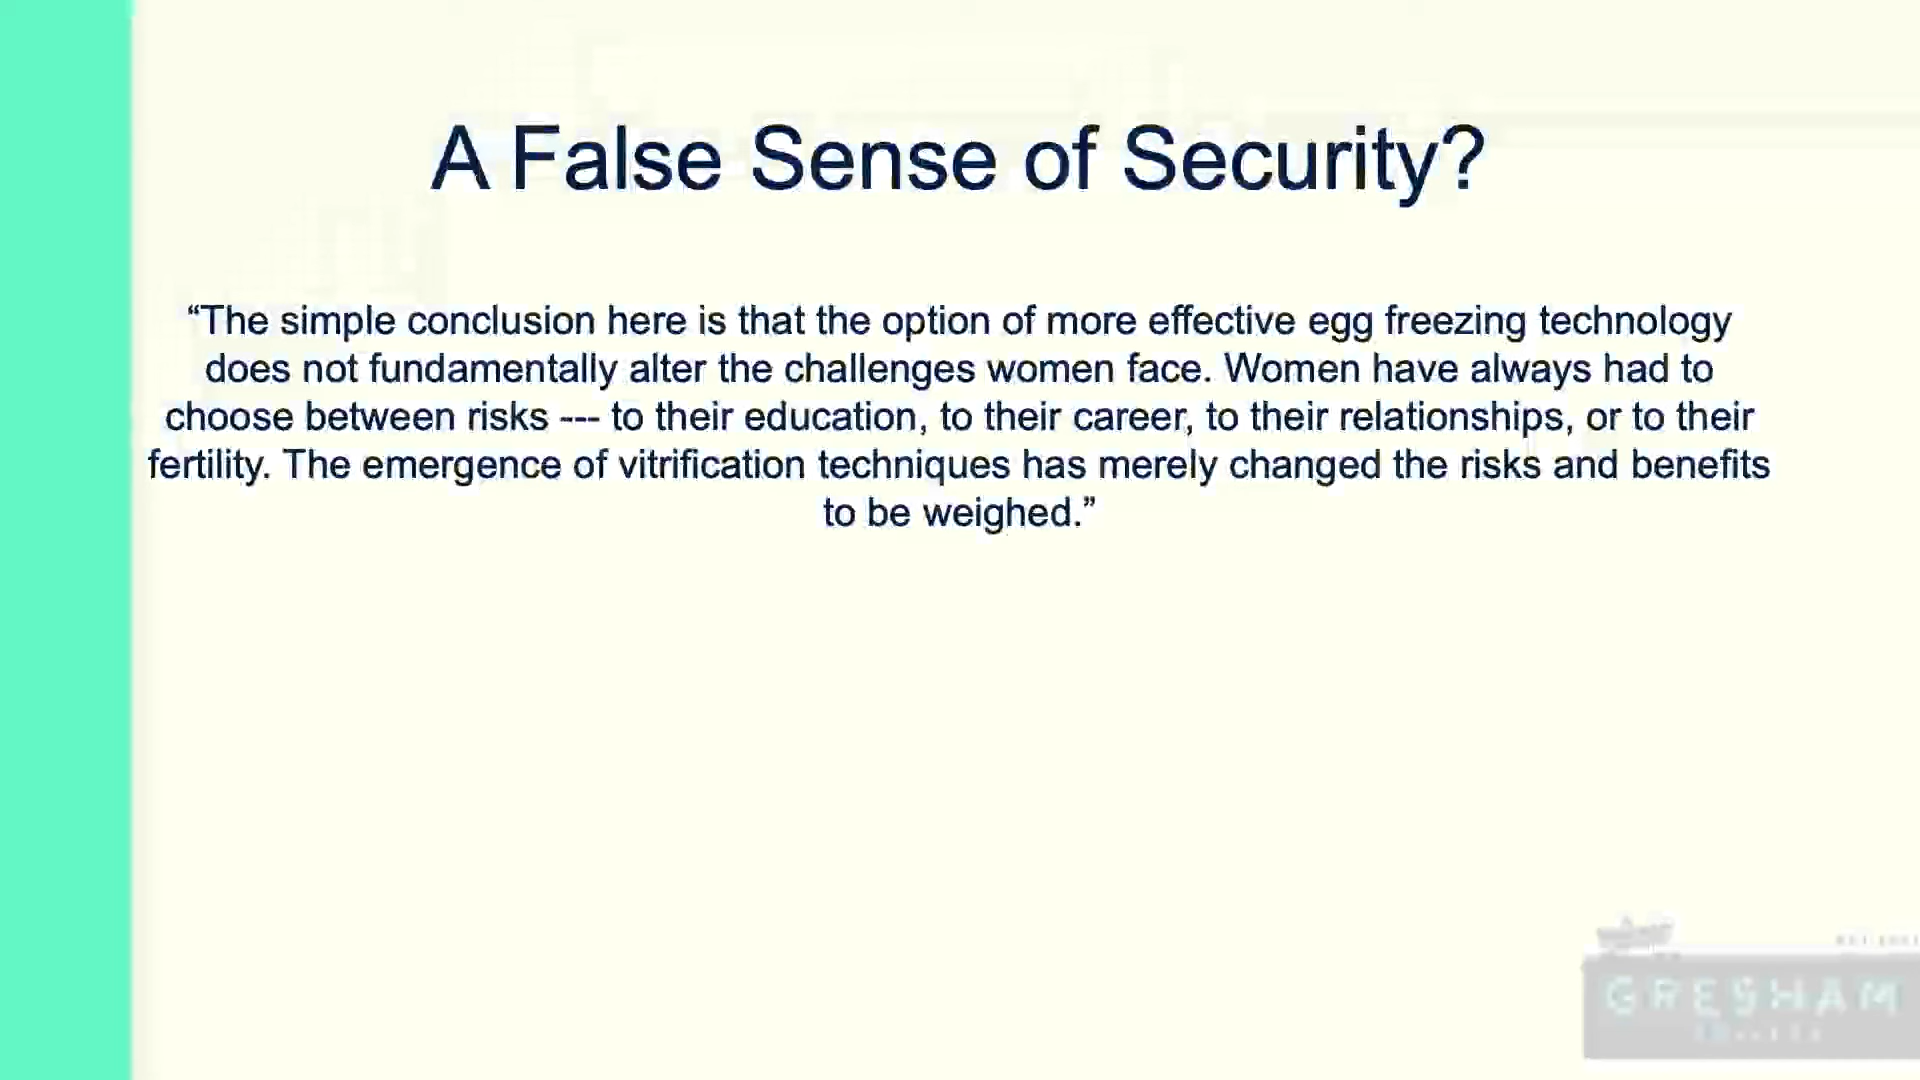 A False Sense of Security?
“The simple conclusion here is that the option of more effective egg freezing technology
does not fundamentally alter the challenges women face. Women have always had to
choose between risks --- to their education, to their career, to their relationships, or to their
fertility. The emergence of vitrification techniques has merely changed the risks and benefits
to be weighed.”
GRESHAM